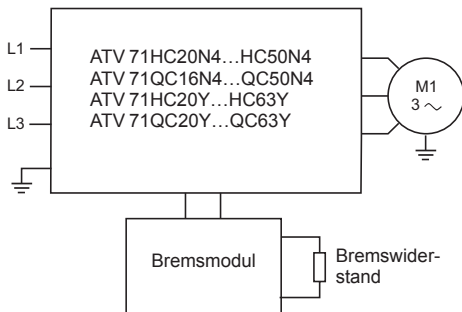 L1
L2
L3
ATV 71HC20N4...HC50N4
ATV 71QC16N4...QC50N4
ATV 71HC20Y...HC63Y
ATV 71QC20Y...QC63Y
M1
3 ~
Bremsmodul
Bremswider-
stand